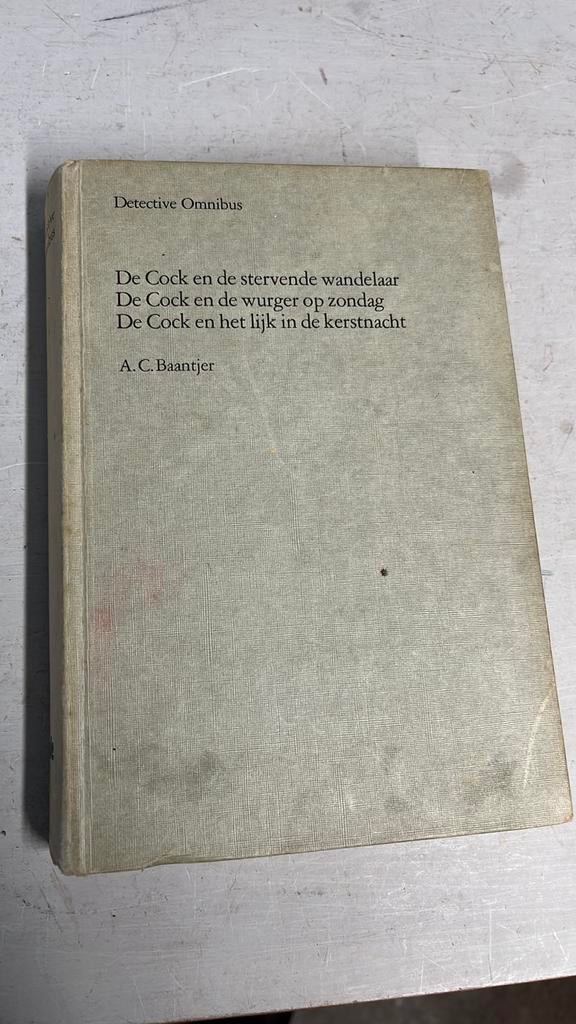 Detective Omnibus
De Cock en de stervende wandelaar
De Cock en de wurger op zondag
De Cock en het lijk in de kerstnacht
A. C. Baantjer